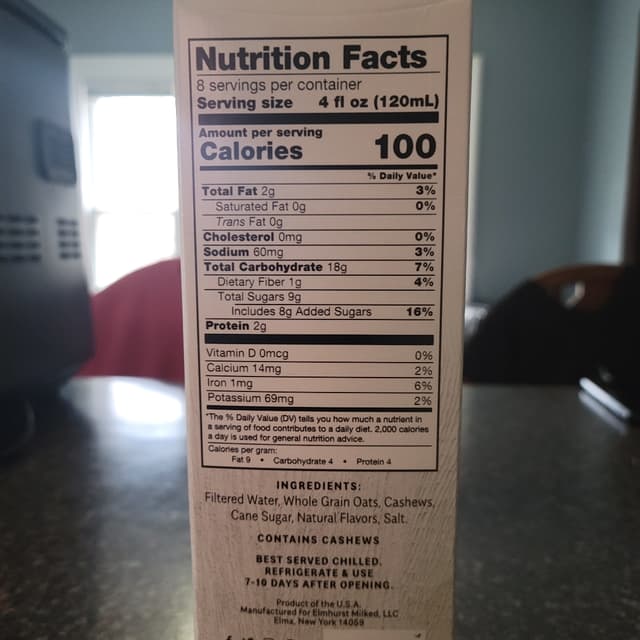 Nutrition Facts
8 servings per container
Serving size 4 fl oz (120mL)
Amount per serving
Calories 100
% Daily Value*
Total Fat 2g 3%
Saturated Fat 0g 0%
Trans Fat 0g
Cholesterol 0mg 0%
Sodium 60mg 3%
Total Carbohydrate 18g 7%
Dietary Fiber 1g 4%
Total Sugars 9g
Includes 8g Added Sugars 16%
Protein 2g
Vitamin D 0mcg 0%
Calcium 14mg 2%
Iron 1mg 6%
Potassium 69mg 2%
*The % Daily Value (DV) tells you how much a nutrient in
a serving of food contributes to a daily diet. 2,000 calories
a day is used for general nutrition advice.
Calories per gram:
Fat 9 • Carbohydrate 4 • Protein 4
INGREDIENTS:
Filtered Water, Whole Grain Oats, Cashews,
Cane Sugar, Natural Flavors, Salt.
CONTAINS CASHEWS
BEST SERVED CHILLED.
REFRIGERATE & USE
7-10 DAYS AFTER OPENING.
Product of the U.S.A.
Manufactured for Elmhurst Milked, LLC
Elma, New York 14059